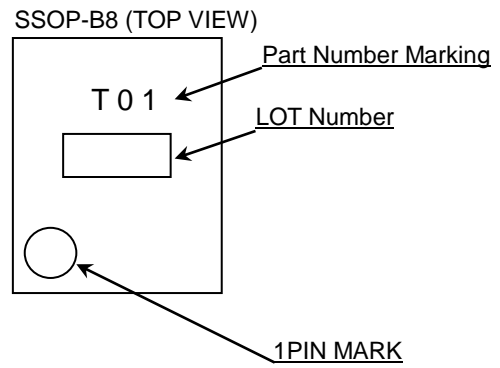 SSOP-B8 (TOP VIEW)
Part Number Marking
T 0 1
LOT Number
1PIN MARK